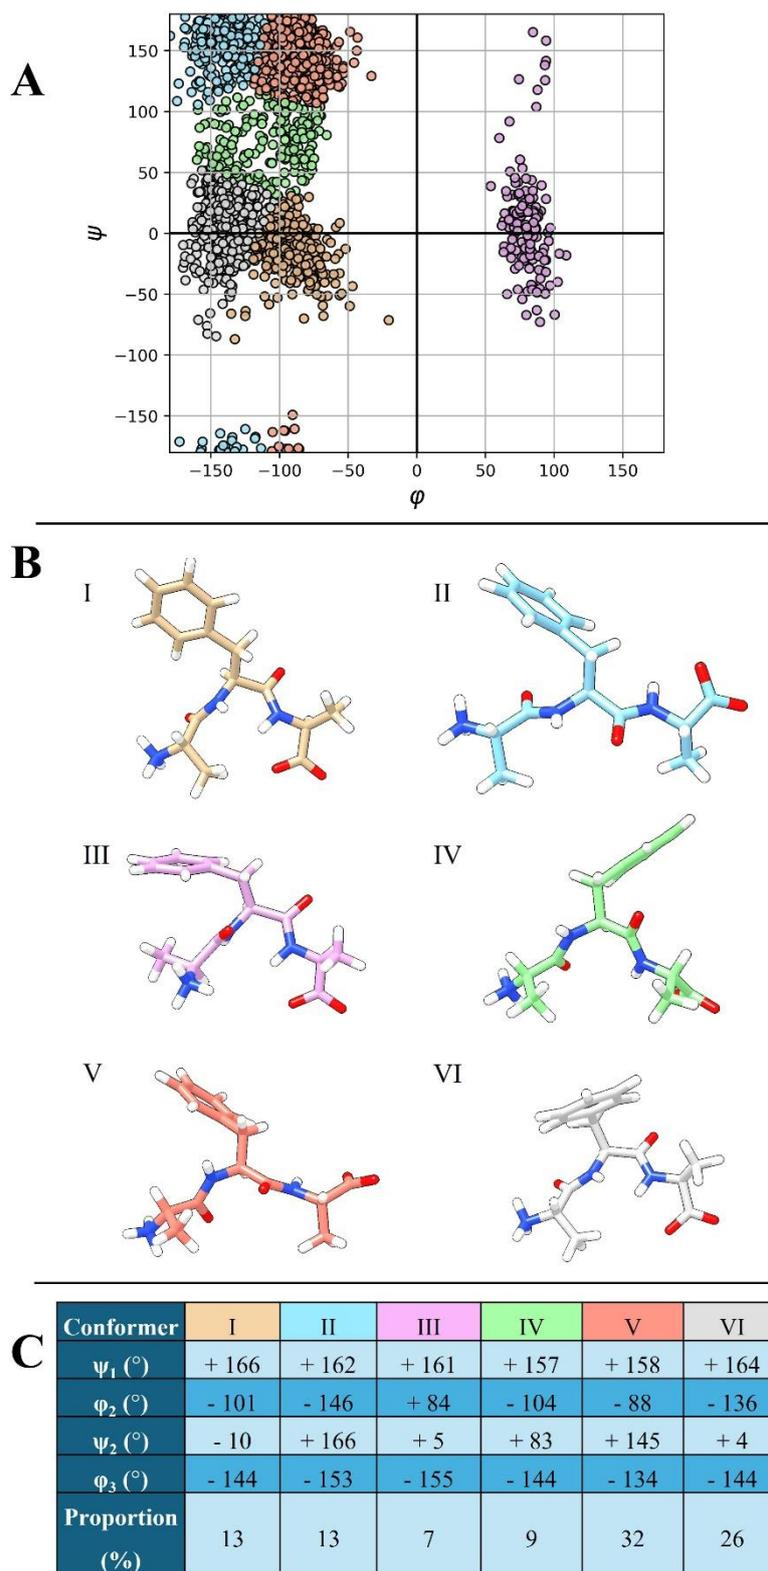 A
150
100
50
0
−50
−100
−150
ψ
−150 −100 −50 0 50 100 150
φ
B
I II
III IV
V VI
C
Conformer I II III IV V VI
ψ₁ (°) + 166 + 162 + 161 + 157 + 158 + 164
φ₂ (°) - 101 - 146 + 84 - 104 - 88 - 136
ψ₂ (°) - 10 + 166 + 5 + 83 + 145 + 4
φ₃ (°) - 144 - 153 - 155 - 144 - 134 - 144
Proportion
(%) 13 13 7 9 32 26